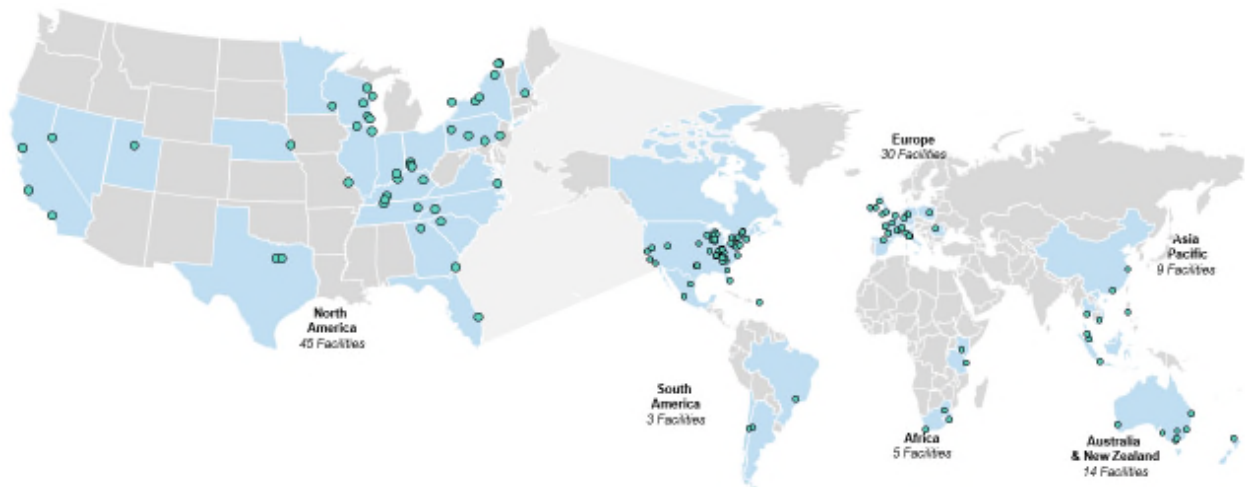 Europe
30 Facilities
Asia
Pacific
9 Facilities
North
America
45 Facilities
South
America
3 Facilities
Africa
5 Facilities
Australia
& New Zealand
14 Facilities